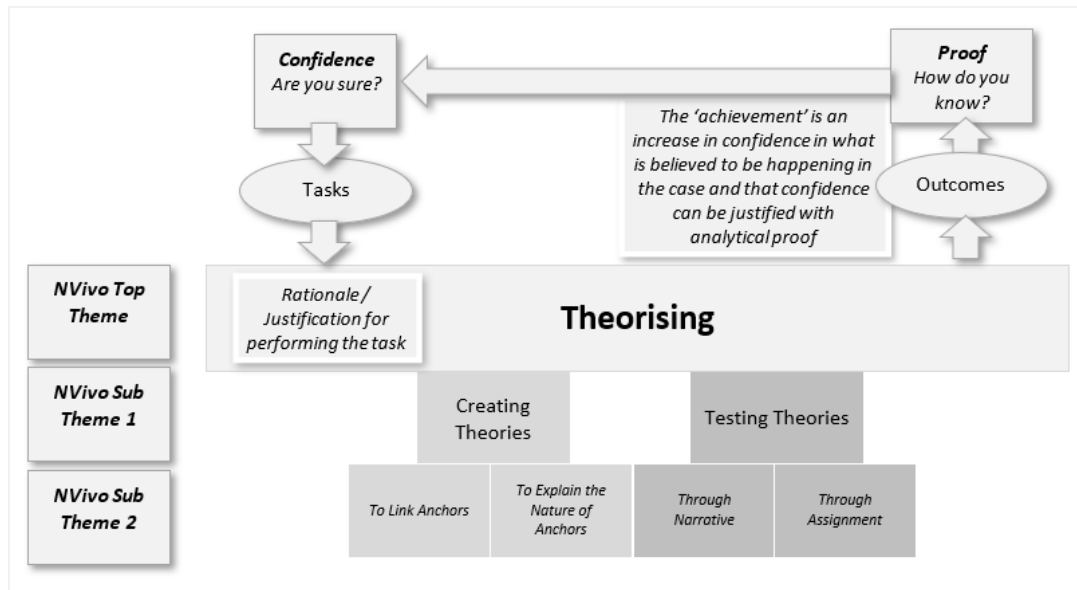 Confidence
Are you sure?
Proof
How do you
know?
The ‘achievement’ is an
increase in confidence in what
is believed to be happening in
the case and that confidence
can be justified with
analytical proof
Tasks
Outcomes
NVivo Top
Theme
Rationale /
Justification for
performing the task
Theorising
NVivo Sub
Theme 1
Creating
Theories
Testing Theories
NVivo Sub
Theme 2
To Link Anchors
To Explain the
Nature of
Anchors
Through
Narrative
Through
Assignment